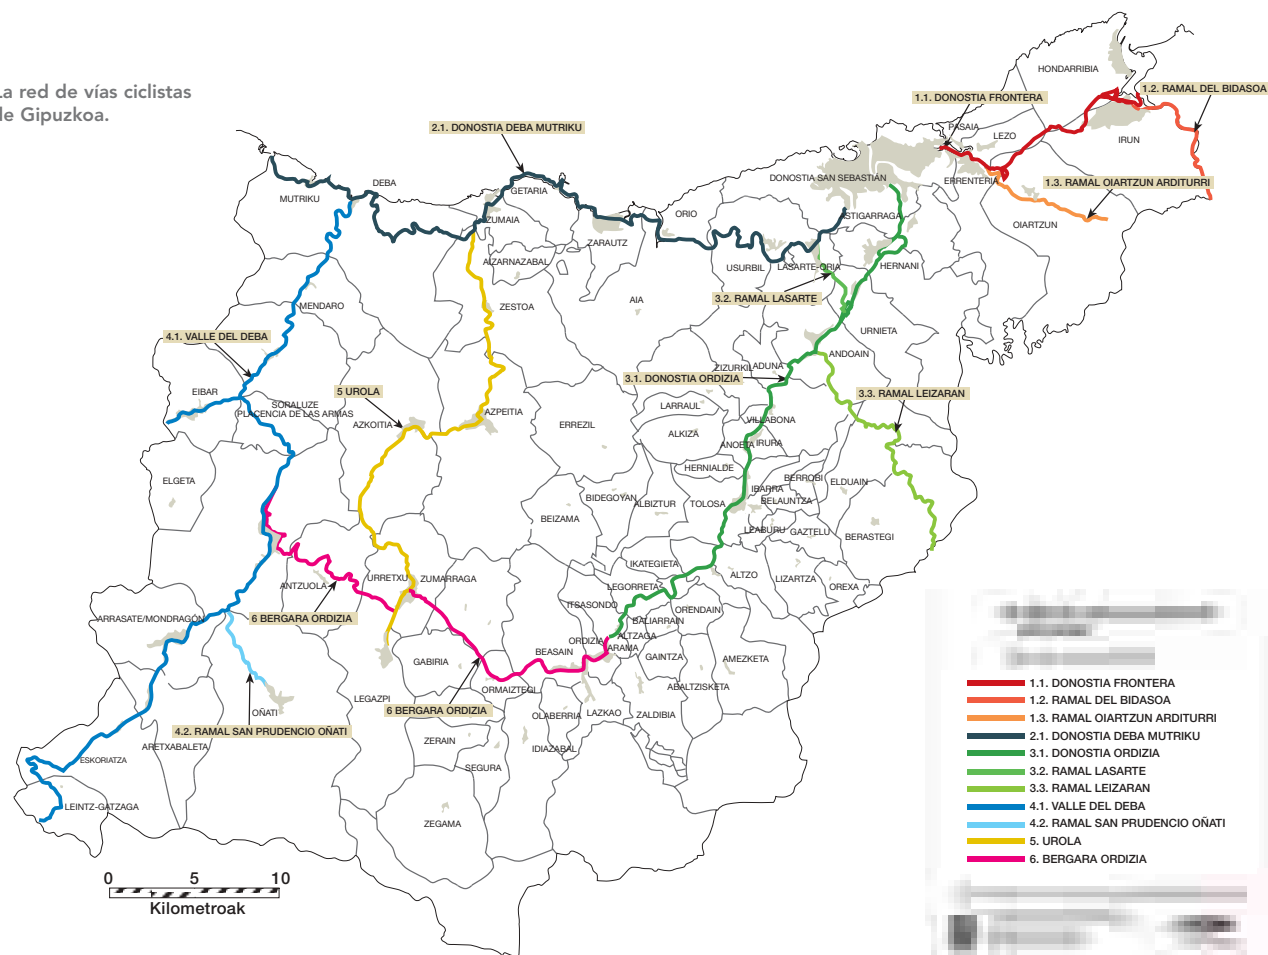 La red de vías ciclistas
de Gipuzkoa.
HONDARRIBIA
1.2. RAMAL DEL BIDASOA
1.1. DONOSTIA FRONTERA
PASAIA
LEZO
IRUN
2.1. DONOSTIA DEBA MUTRIKU
DONOSTIA SAN SEBASTIÁN
ERRENTERIA
1.3. RAMAL OIARTZUN ARDITURRI
OIARTZUN
MUTRIKU
DEBA
GETARIA
ZUMAIA
ORIO
ZARAUTZ
ASTIGARRAGA
AIZARNAZABAL
USURBIL
LASARTE-ORIA
HERNANI
MENDARO
ZESTOA
AIA
3.2. RAMAL LASARTE
URNIETA
4.1. VALLE DEL DEBA
ANDOAIN
ZIZURKIL
ADUNA
3.1. DONOSTIA ORDIZIA
3.3. RAMAL LEIZARAN
EIBAR
5 UROLA
SORALUZE
PLACENCIA DE LAS ARMAS
AZKOITIA
AZPEITIA
ERREZIL
LARRAUL
VILLABONA
ALKIZA
ANOETA
IRURA
ELGETA
HERNIALDE
BERROBI
ELDUAIN
IBARRA
BELAUNTZA
BIDEGOYAN
ALBIZTUR
TOLOSA
BEIZAMA
LEABURU
GAZTELU
BERASTEGI
IKATEGIETA
ALTZO
LIZARTZA
OREXA
ANTZUOLA
URRETXU
ZUMARRAGA
LEGORRETA
ITSASONDO
ORENDAIN
BALIARRAIN
ARRASATE/MONDRAGÓN
6 BERGARA ORDIZIA
ORDIZIA
ALTZAGA
ARAMA
GABIRIA
BEASAIN
GAINTZA
AMEZKETA
ORMAIZTEGI
ABALTZISKETA
LEGAZPI
6 BERGARA ORDIZIA
OÑATI
OLABERRIA
LAZKAO
ZALDIBIA
4.2. RAMAL SAN PRUDENCIO OÑATI
ARETXABALETA
ZERAIN
IDIAZABAL
ESKORIATZA
SEGURA
LEINTZ-GATZAGA
ZEGAMA
0 5 10
Kilometroak
1.1. DONOSTIA FRONTERA
1.2. RAMAL DEL BIDASOA
1.3. RAMAL OIARTZUN ARDITURRI
2.1. DONOSTIA DEBA MUTRIKU
3.1. DONOSTIA ORDIZIA
3.2. RAMAL LASARTE
3.3. RAMAL LEIZARAN
4.1. VALLE DEL DEBA
4.2. RAMAL SAN PRUDENCIO OÑATI
5. UROLA
6. BERGARA ORDIZIA